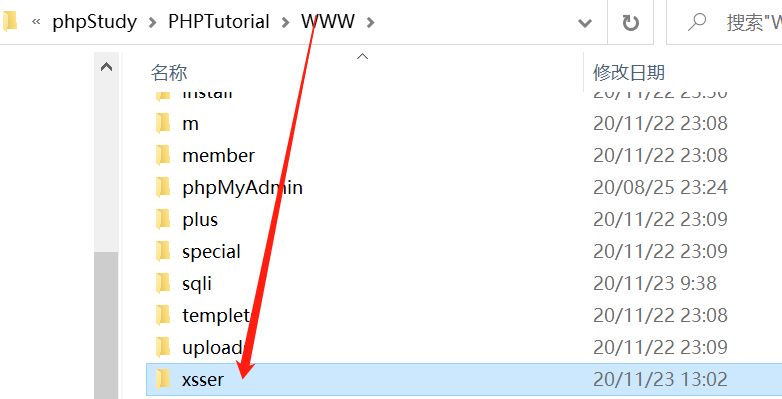 « phpStudy > PHPTutorial > WWW > 搜索"W
名称 修改日期
install 20/11/22 23:50
m 20/11/22 23:08
member 20/11/22 23:08
phpMyAdmin 20/08/25 23:24
plus 20/11/22 23:09
special 20/11/22 23:09
sqli 20/11/23 9:38
templet 20/11/22 23:08
upload 20/11/22 23:09
xsser 20/11/23 13:02